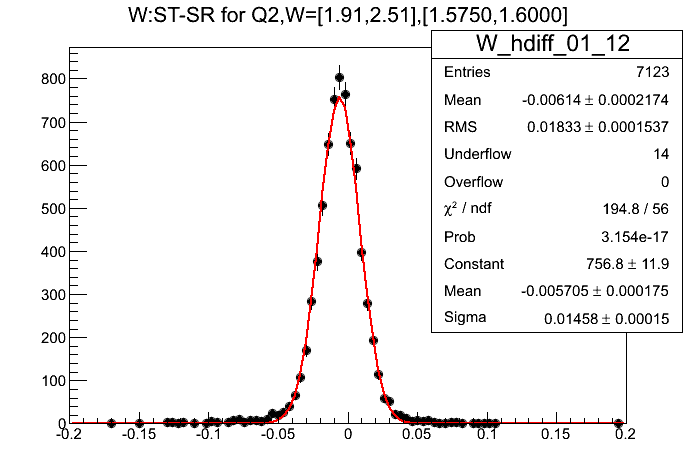 W:ST-SR for Q2,W=[1.91,2.51],[1.5750,1.6000]
W_hdiff_01_12
Entries 7123
Mean -0.00614 ± 0.0002174
RMS 0.01833 ± 0.0001537
Underflow 14
Overflow 0
χ² / ndf 194.8 / 56
Prob 3.154e-17
Constant 756.8 ± 11.9
Mean -0.005705 ± 0.000175
Sigma 0.01458 ± 0.00015
800
700
600
500
400
300
200
100
0
-0.2 -0.15 -0.1 -0.05 0 0.05 0.1 0.15 0.2